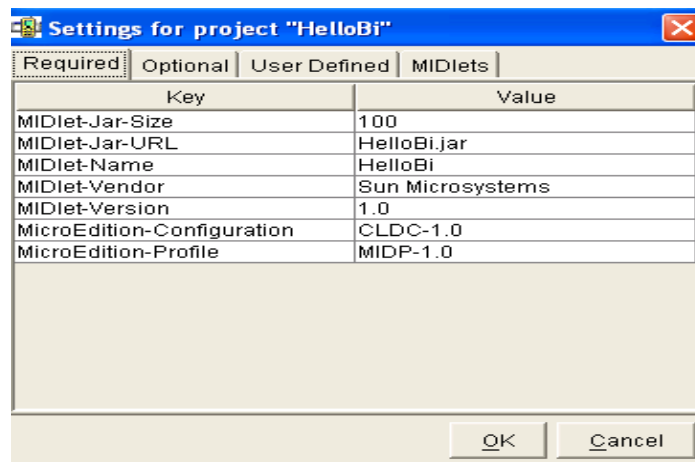 Settings for project "HelloBi"
Required Optional User Defined MIDlets
Key Value
MIDlet-Jar-Size 100
MIDlet-Jar-URL HelloBi.jar
MIDlet-Name HelloBi
MIDlet-Vendor Sun Microsystems
MIDlet-Version 1.0
MicroEdition-Configuration CLDC-1.0
MicroEdition-Profile MIDP-1.0
OK Cancel